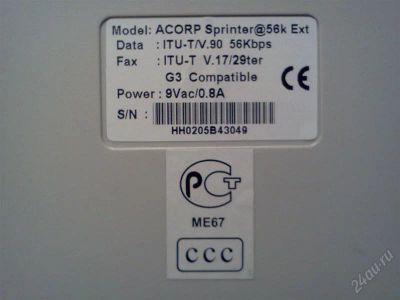 Model: ACORP Sprinter@56k Ext
Data : ITU-T/V.90 56Kbps
Fax : ITU-T V.17/29ter
G3 Compatible
CE
Power : 9Vac/0.8A
S/N :
HH0205B43049
РСТ
ME67
ccc
24au.ru